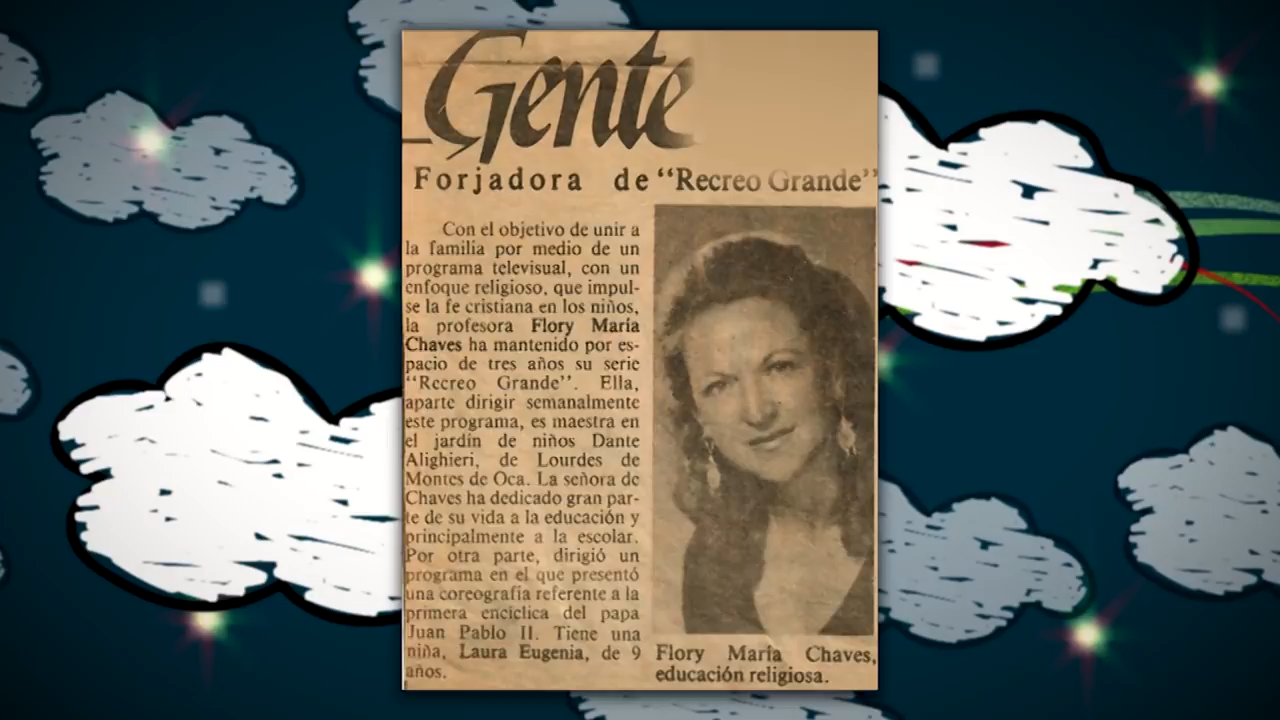 Gente
Forjadora de "Recreo Grande"
Con el objetivo de unir a
la familia por medio de un
programa televisual, con un
enfoque religioso, que impul-
se la fe cristiana en los niños,
la profesora Flory María
Chaves ha mantenido por es-
pacio de tres años su serie
"Recreo Grande". Ella,
aparte dirigir semanalmente
este programa, es maestra en
el jardín de niños Dante
Alighieri, de Lourdes de
Montes de Oca. La señora de
Chaves ha dedicado gran par-
te de su vida a la educación y
principalmente a la escolar.
Por otra parte, dirigió un
programa en el que presentó
una coreografía referente a la
primera encíclica del papa
Juan Pablo II. Tiene una
niña, Laura Eugenia, de 9
años.
Flory María Chaves,
educación religiosa.